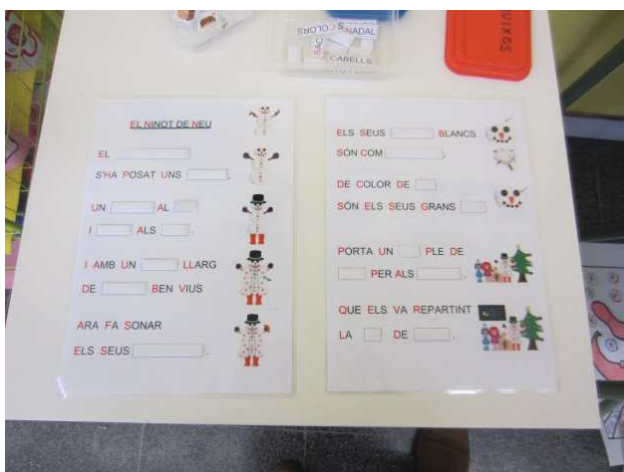 EL NINOT DE NEU
EL
S'HA POSAT UNS .
UN AL
I ALS .
I AMB UN LLARG
DE BEN VIUS
ARA FA SONAR
ELS SEUS .
ELS SEUS BLANCS
SÓN COM .
DE COLOR DE
SÓN ELS SEUS GRANS
PORTA UN PLE DE
PER ALS .
QUE ELS VA REPARTINT
LA DE .
COLORS
NADAL
SAC
CABELLS